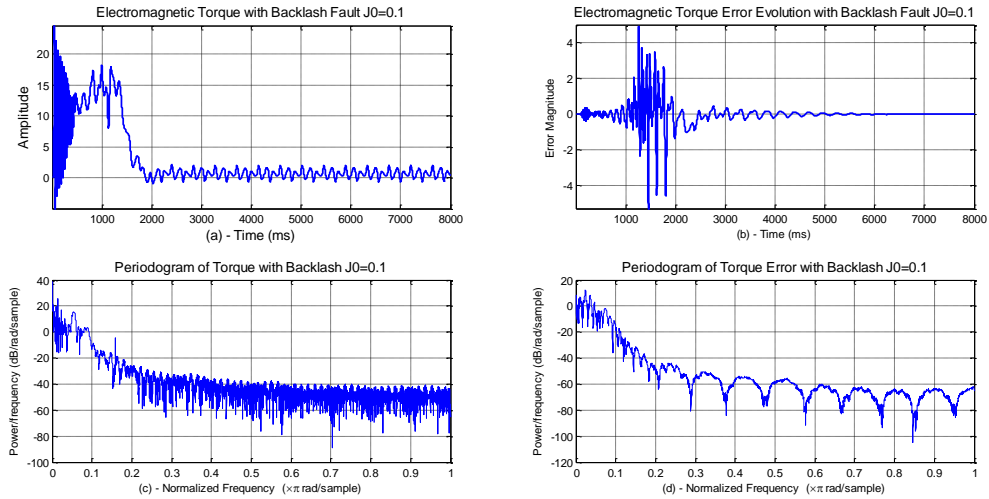 Electromagnetic Torque with Backlash Fault J0=0.1
Amplitude
20
15
10
5
0
1000 2000 3000 4000 5000 6000 7000 8000
(a) - Time (ms)
Electromagnetic Torque Error Evolution with Backlash Fault J0=0.1
Error Magnitude
4
2
0
-2
-4
1000 2000 3000 4000 5000 6000 7000 8000
(b) - Time (ms)
Periodogram of Torque with Backlash J0=0.1
Power/frequency (dB/rad/sample)
40
20
0
-20
-40
-60
-80
-100
0 0.1 0.2 0.3 0.4 0.5 0.6 0.7 0.8 0.9 1
(c) - Normalized Frequency (×π rad/sample)
Periodogram of Torque Error with Backlash J0=0.1
Power/frequency (dB/rad/sample)
20
0
-20
-40
-60
-80
-100
-120
0 0.1 0.2 0.3 0.4 0.5 0.6 0.7 0.8 0.9 1
(d) - Normalized Frequency (×π rad/sample)